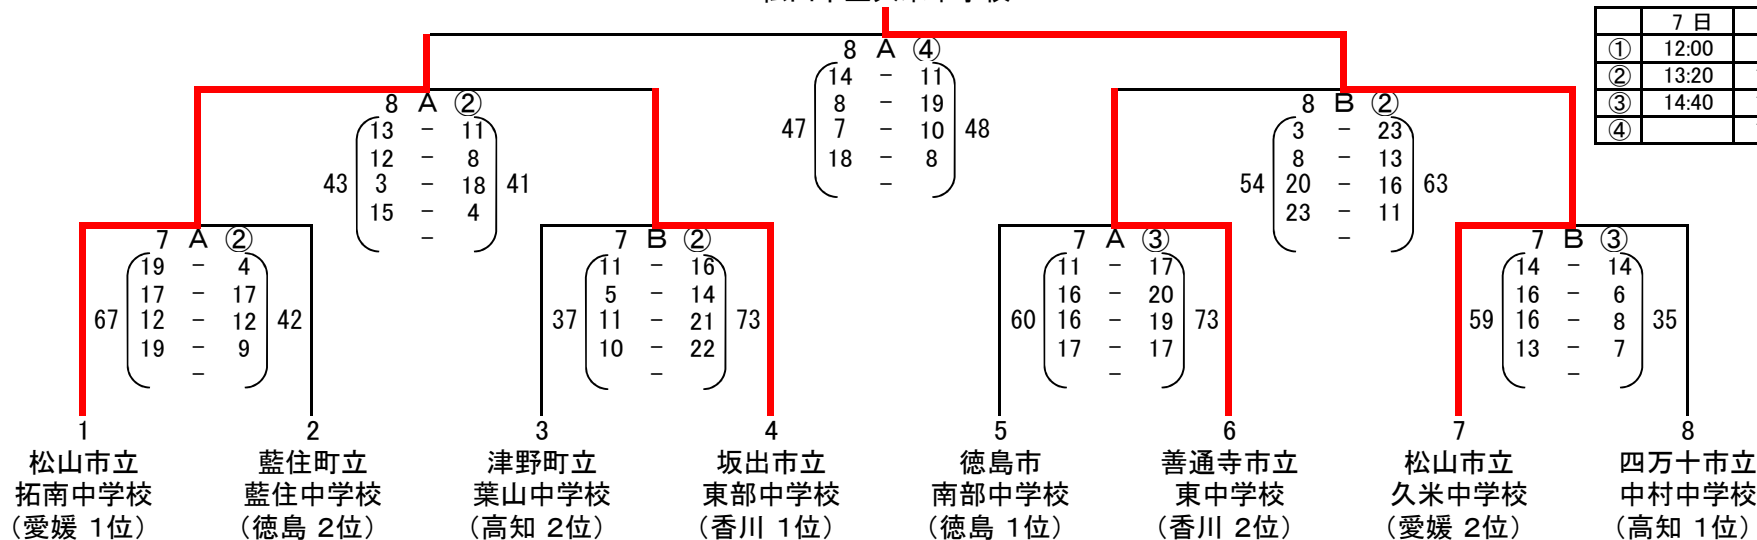 7 日
① 12:00
② 13:20
③ 14:40
④
8 A ④
14 - 11
8 - 19
47 7 - 10 48
18 - 8
-
8 A ②
13 - 11
12 - 8
43 3 - 18 41
15 - 4
-
8 B ②
3 - 23
8 - 13
54 20 - 16 63
23 - 11
-
7 A ②
19 - 4
17 - 17
67 12 - 12 42
19 - 9
-
7 B ②
11 - 16
5 - 14
37 11 - 21 73
10 - 22
-
7 A ③
11 - 17
16 - 20
60 16 - 19 73
17 - 17
-
7 B ③
14 - 14
16 - 6
59 16 - 8 35
13 - 7
-
1 2 3 4 5 6 7 8
松山市立 藍住町立 津野町立 坂出市立 徳島市 善通寺市立 松山市立 四万十市立
拓南中学校 藍住中学校 葉山中学校 東部中学校 南部中学校 東中学校 久米中学校 中村中学校
(愛媛 1位) (徳島 2位) (高知 2位) (香川 1位) (徳島 1位) (香川 2位) (愛媛 2位) (高知 1位)